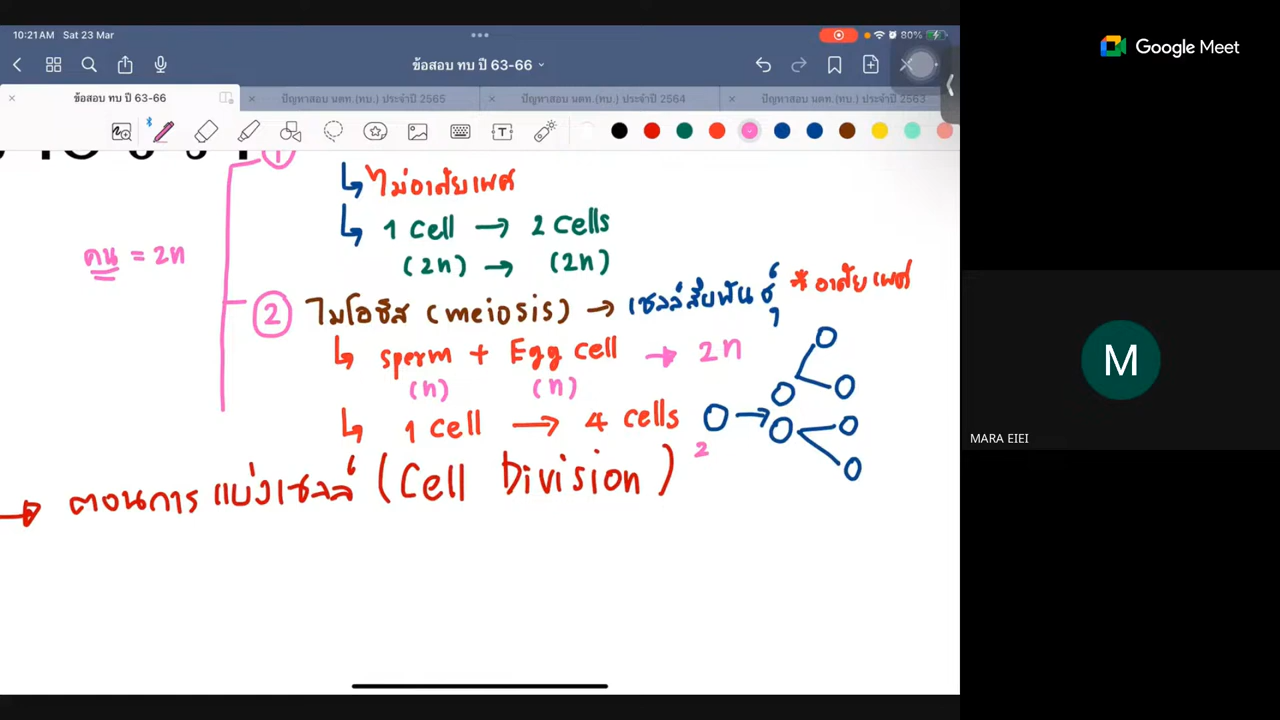 10:21AM Sat 23 Mar
80%
Google Meet
ข้อสอบ ทบ ปี 63-66
ข้อสอบ ทบ ปี 63-66
ปัญหาสอบ นดท.(ทบ.) ประจำปี 2565
ปัญหาสอบ นดท.(ทบ.) ประจำปี 2564
ปัญหาสอบ นดท.(ทบ.) ประจำปี 2563
1
ไม่อาศัยเพศ
1 cell → 2 cells
(2n) → (2n)
คน = 2n
2 ไมโอซิส (meiosis) → เซลล์สืบพันธุ์ * อาศัยเพศ
sperm + Egg cell → 2n
(n) (n)
1 cell → 4 cells
2
→ ตอนการแบ่งเซลล์ (Cell Division)
M
MARA EIEI